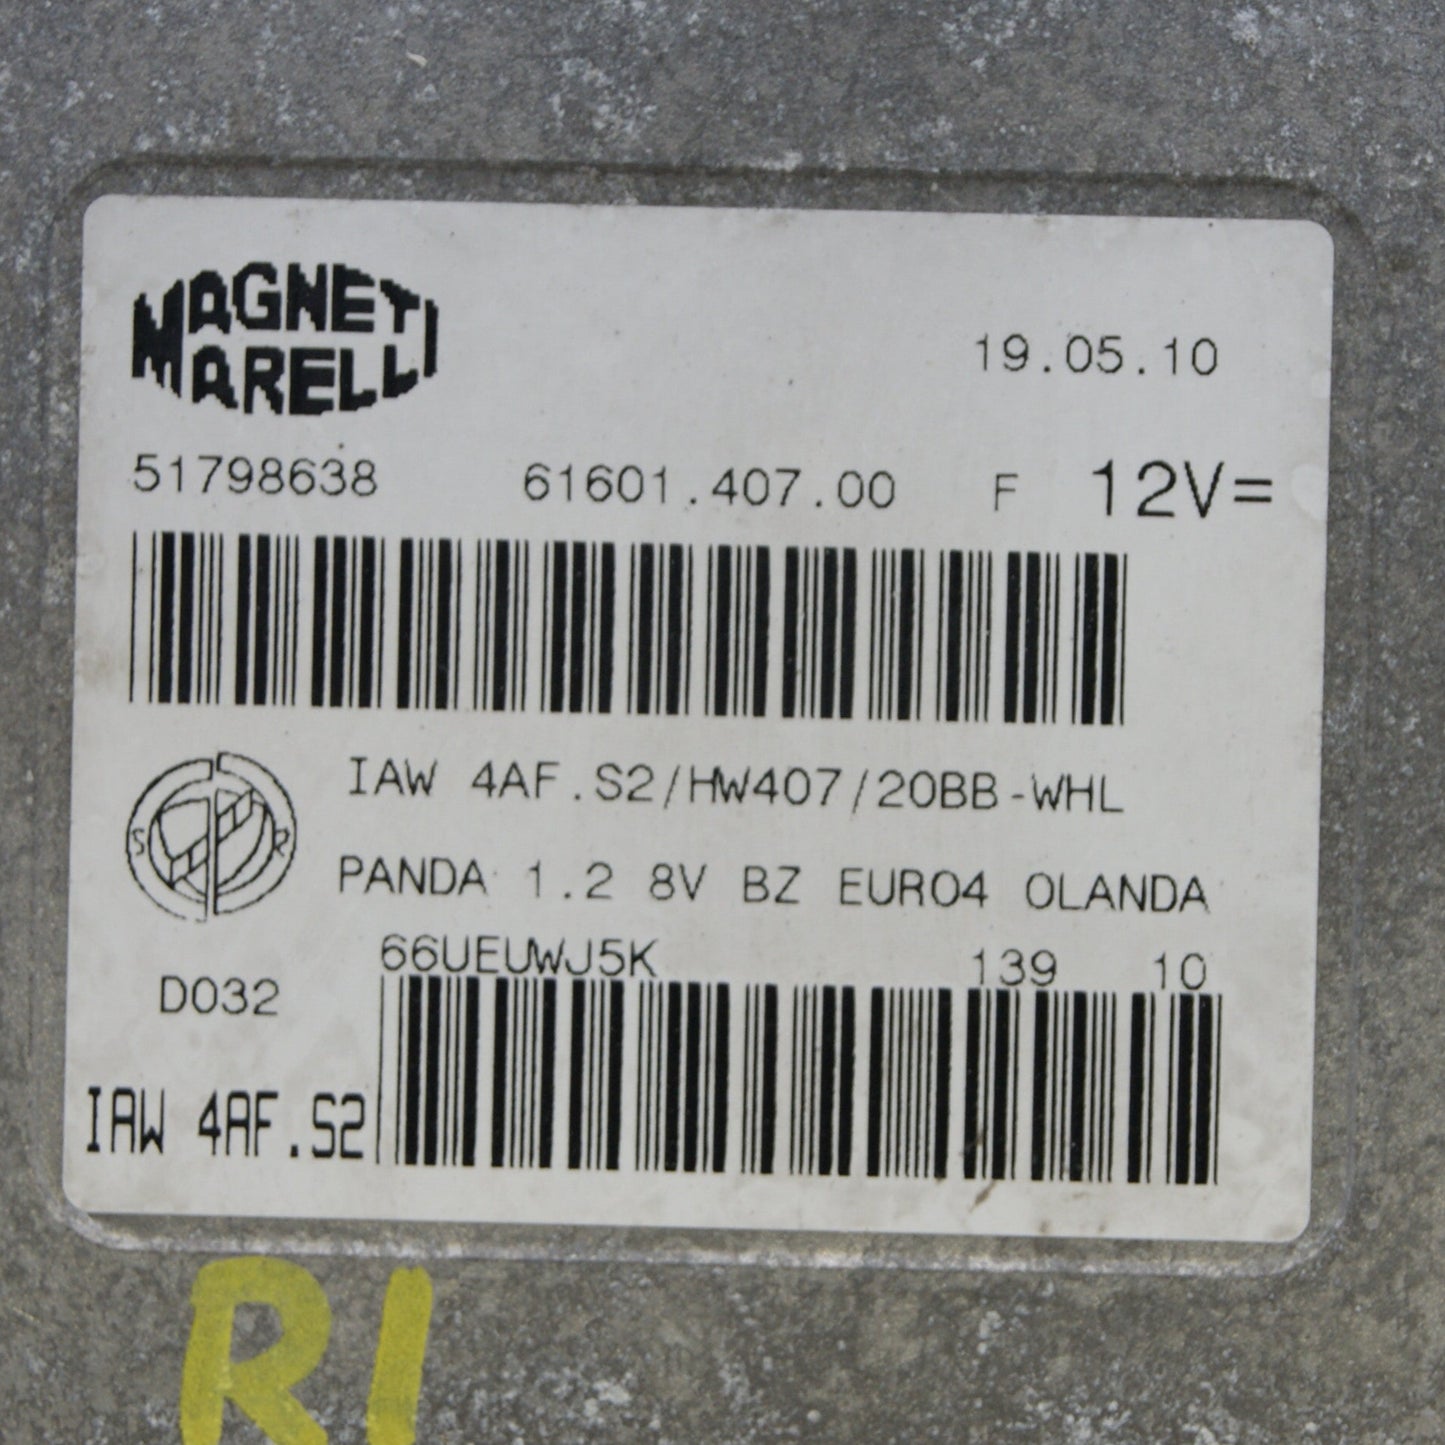 MAGNETI
MARELLI
19.05.10
51798638 61601.407.00 F 12V=
IAW 4AF.S2/HW407/20BB-WHL
S R
PANDA 1.2 8V BZ EURO4 OLANDA
66UEUWJ5K 139 10
D032
IAW 4AF.S2
R1